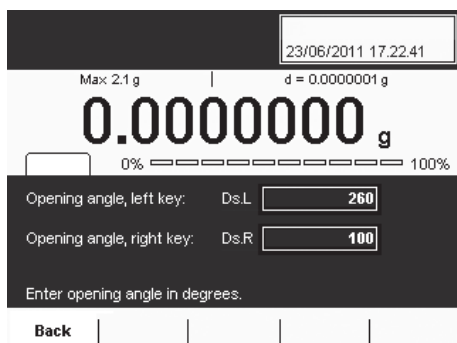 23/06/2011 17.22.41
Max 2.1 g | d = 0.0000001 g
0.0000000 g
0% 100%
Opening angle, left key: Ds.L 260
Opening angle, right key: Ds.R 100
Enter opening angle in degrees.
Back